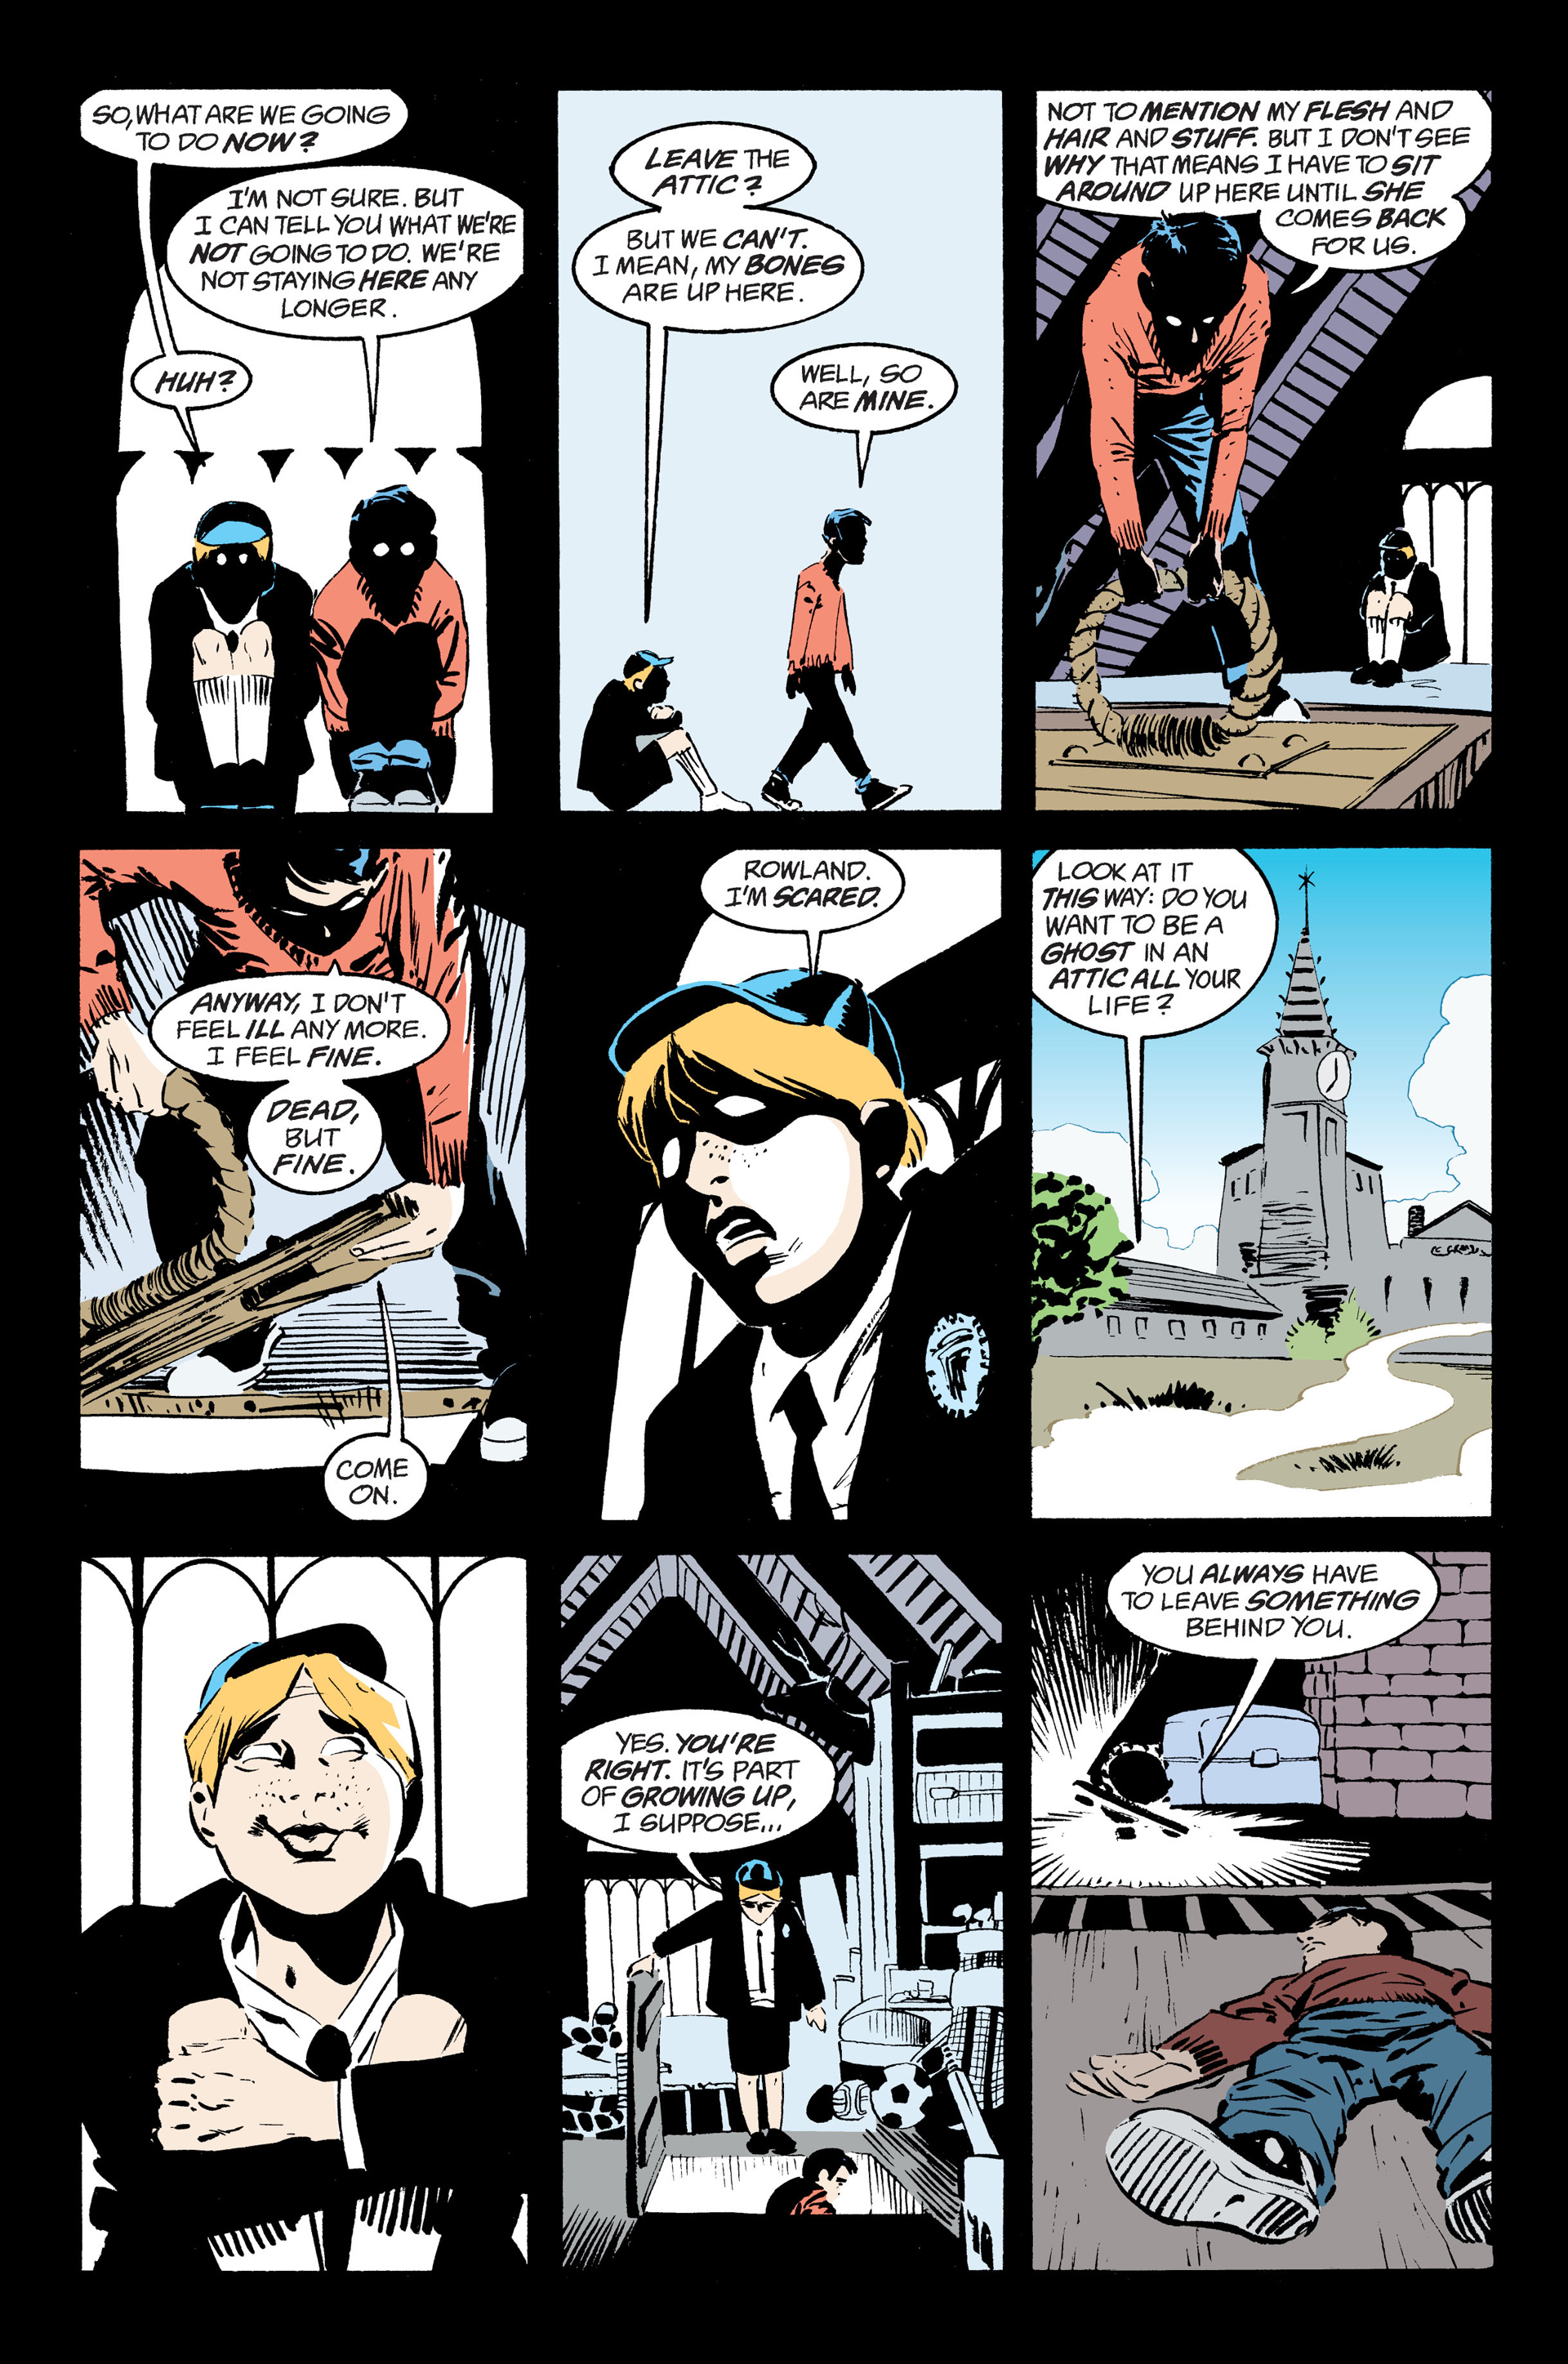 SO, WHAT ARE WE GOING
TO DO NOW?
I'M NOT SURE. BUT
I CAN TELL YOU WHAT WE'RE
NOT GOING TO DO. WE'RE
NOT STAYING HERE ANY
LONGER.
HUH?
LEAVE THE
ATTIC?
BUT WE CAN'T.
I MEAN, MY BONES
ARE UP HERE.
WELL, SO
ARE MINE.
NOT TO MENTION MY FLESH AND
HAIR AND STUFF. BUT I DON'T SEE
WHY THAT MEANS I HAVE TO SIT
AROUND UP HERE UNTIL SHE
COMES BACK
FOR US.
ANYWAY, I DON'T
FEEL ILL ANY MORE.
I FEEL FINE.
DEAD,
BUT
FINE.
COME
ON.
ROWLAND.
I'M SCARED.
LOOK AT IT
THIS WAY: DO YOU
WANT TO BE A
GHOST IN AN
ATTIC ALL YOUR
LIFE?
YES. YOU'RE
RIGHT. IT'S PART
OF GROWING UP,
I SUPPOSE...
YOU ALWAYS HAVE
TO LEAVE SOMETHING
BEHIND YOU.